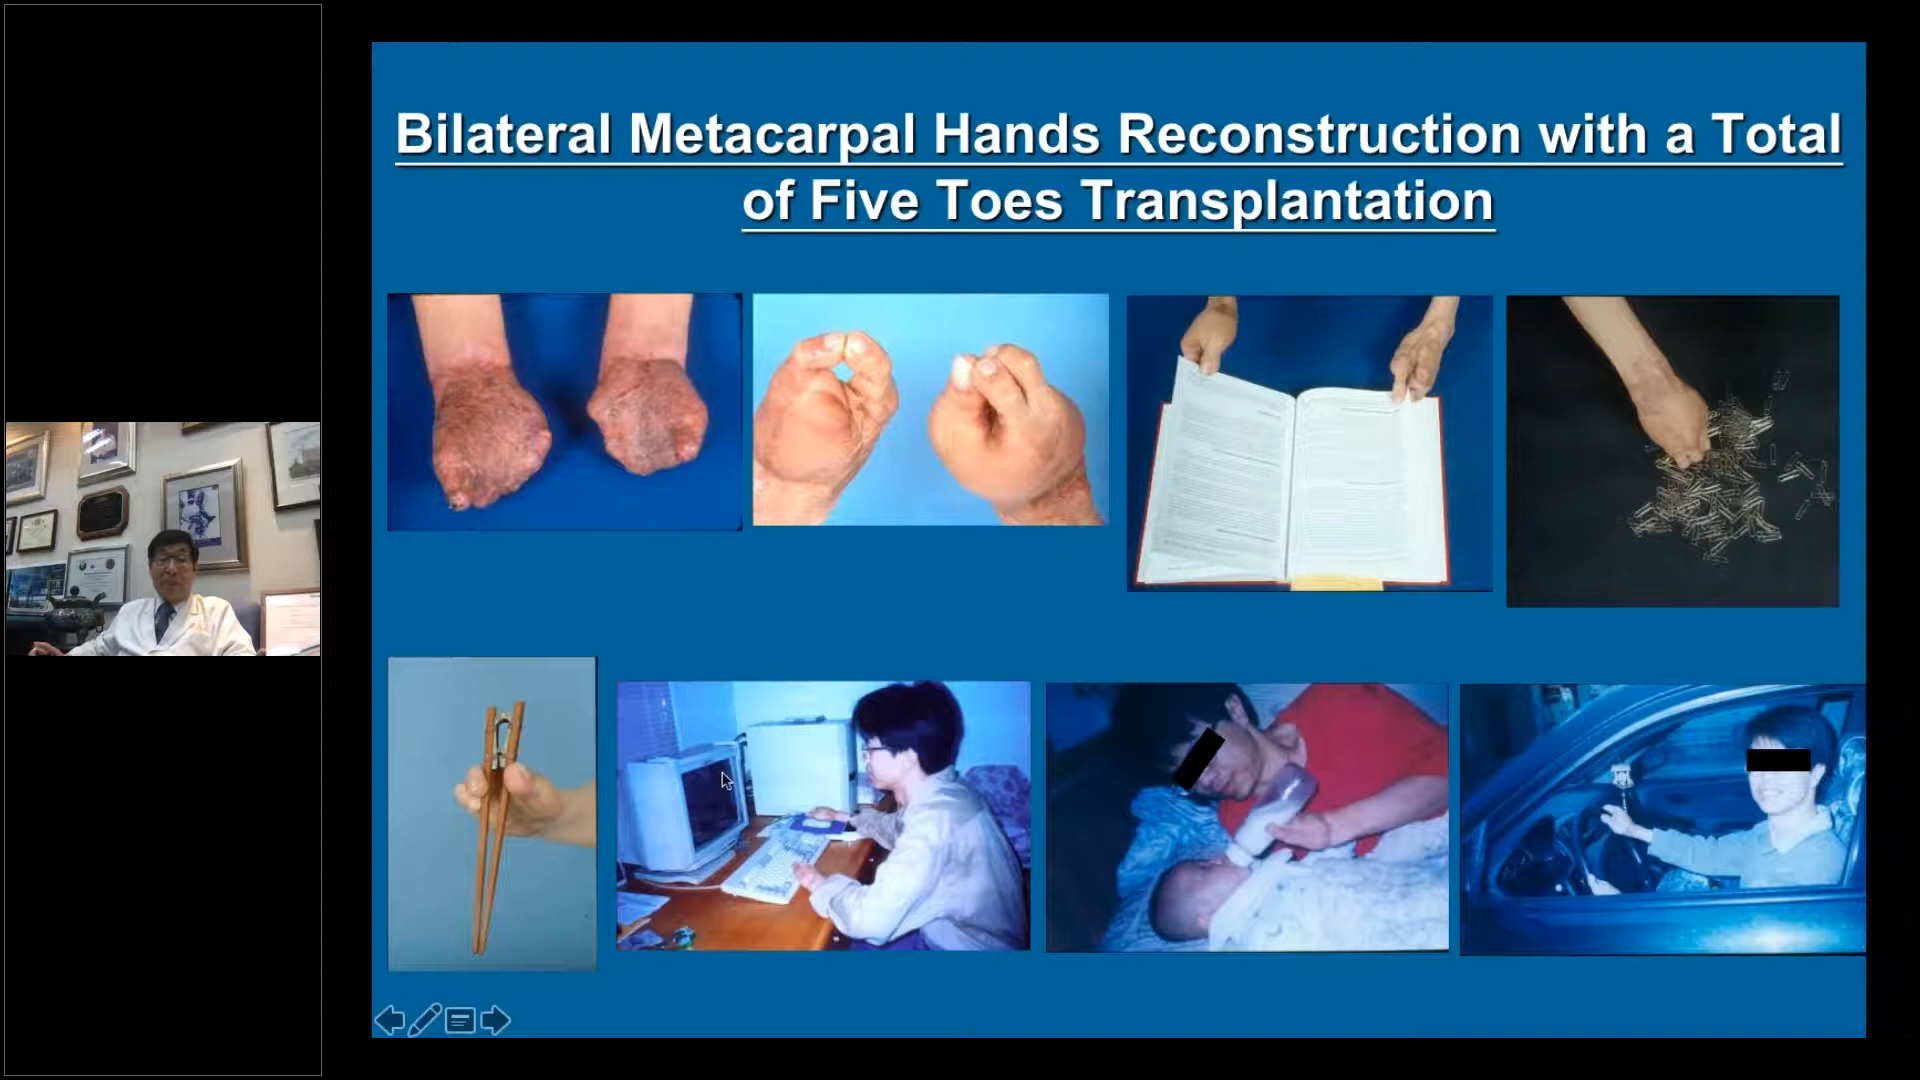 Bilateral Metacarpal Hands Reconstruction with a Total
of Five Toes Transplantation